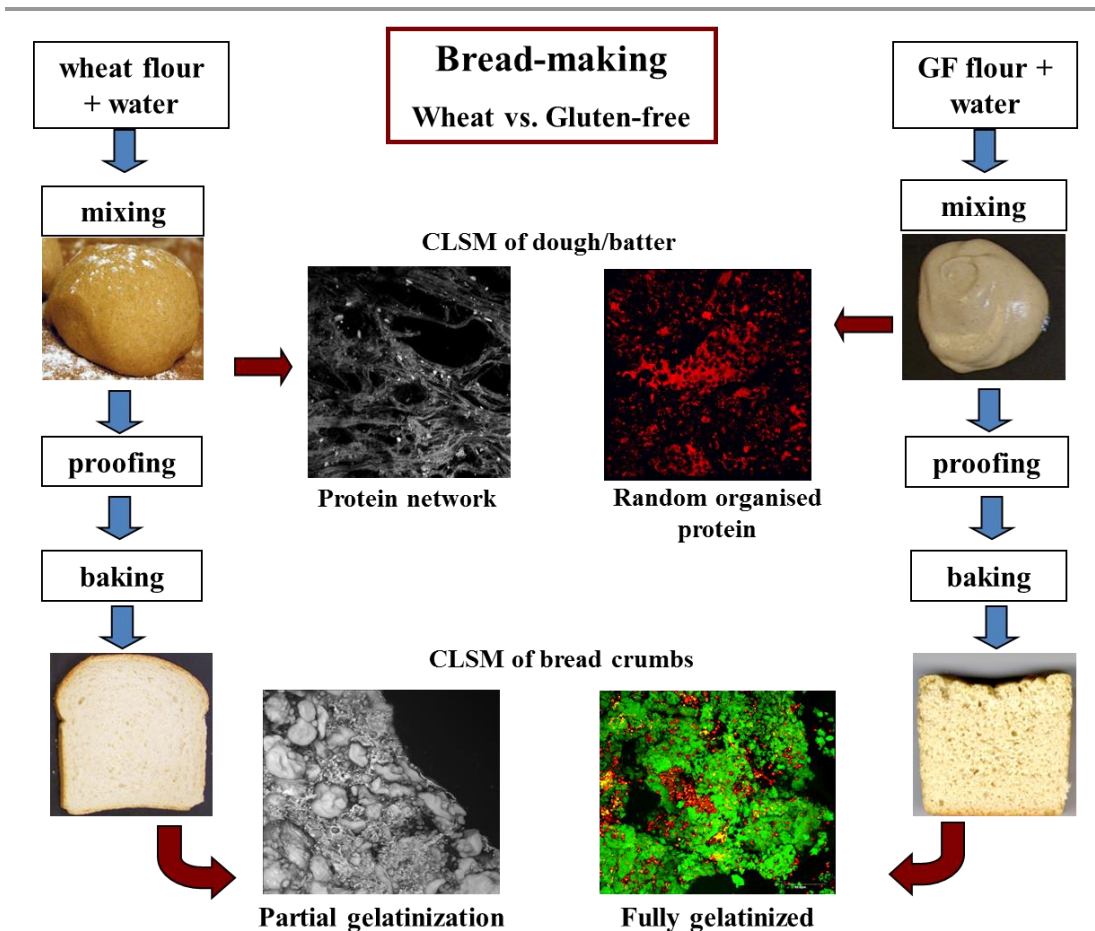 Bread-making
Wheat vs. Gluten-free
wheat flour
+ water
mixing
proofing
baking
GF flour +
water
mixing
proofing
baking
CLSM of dough/batter
Protein network
Random organised
protein
CLSM of bread crumbs
Partial gelatinization
Fully gelatinized